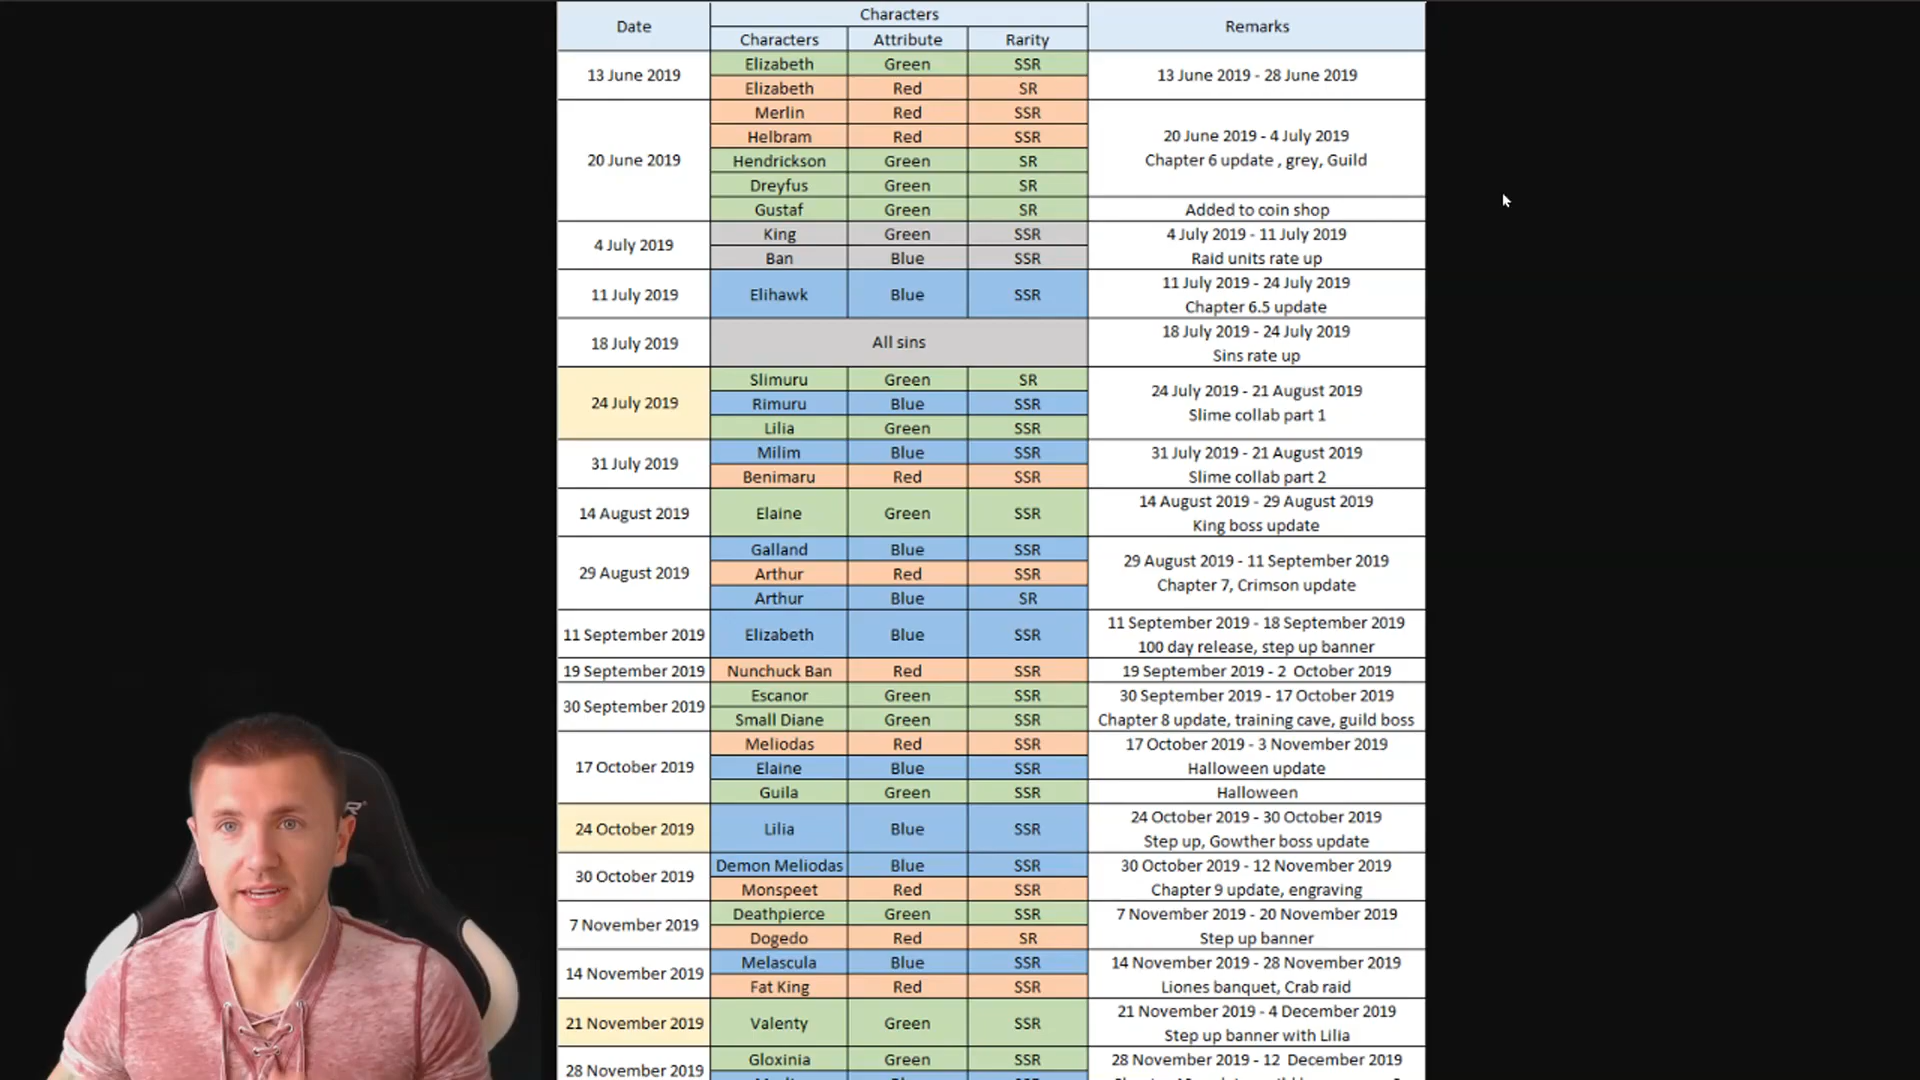 Date Characters Remarks
Characters Attribute Rarity
13 June 2019 Elizabeth Green SSR 13 June 2019 - 28 June 2019
Elizabeth Red SR
20 June 2019 Merlin Red SSR 20 June 2019 - 4 July 2019
Helbram Red SSR Chapter 6 update , grey, Guild
Hendrickson Green SR
Dreyfus Green SR
Gustaf Green SR Added to coin shop
4 July 2019 King Green SSR 4 July 2019 - 11 July 2019
Ban Blue SSR Raid units rate up
11 July 2019 Elihawk Blue SSR 11 July 2019 - 24 July 2019
Chapter 6.5 update
18 July 2019 All sins 18 July 2019 - 24 July 2019
Sins rate up
24 July 2019 Slimuru Green SR 24 July 2019 - 21 August 2019
Rimuru Blue SSR Slime collab part 1
Lilia Green SSR
31 July 2019 Milim Blue SSR 31 July 2019 - 21 August 2019
Benimaru Red SSR Slime collab part 2
14 August 2019 Elaine Green SSR 14 August 2019 - 29 August 2019
King boss update
29 August 2019 Galland Blue SSR 29 August 2019 - 11 September 2019
Arthur Red SSR Chapter 7, Crimson update
Arthur Blue SR
11 September 2019 Elizabeth Blue SSR 11 September 2019 - 18 September 2019
100 day release, step up banner
19 September 2019 Nunchuck Ban Red SSR 19 September 2019 - 2 October 2019
30 September 2019 Escanor Green SSR 30 September 2019 - 17 October 2019
Small Diane Green SSR Chapter 8 update, training cave, guild boss
17 October 2019 Meliodas Red SSR 17 October 2019 - 3 November 2019
Elaine Blue SSR Halloween update
Guila Green SSR Halloween
24 October 2019 Lilia Blue SSR 24 October 2019 - 30 October 2019
Step up, Gowther boss update
30 October 2019 Demon Meliodas Blue SSR 30 October 2019 - 12 November 2019
Monspeet Red SSR Chapter 9 update, engraving
7 November 2019 Deathpierce Green SSR 7 November 2019 - 20 November 2019
Dogedo Red SR Step up banner
14 November 2019 Melascula Blue SSR 14 November 2019 - 28 November 2019
Fat King Red SSR Liones banquet, Crab raid
21 November 2019 Valenty Green SSR 21 November 2019 - 4 December 2019
Step up banner with Lilia
28 November 2019 Gloxinia Green SSR 28 November 2019 - 12 December 2019